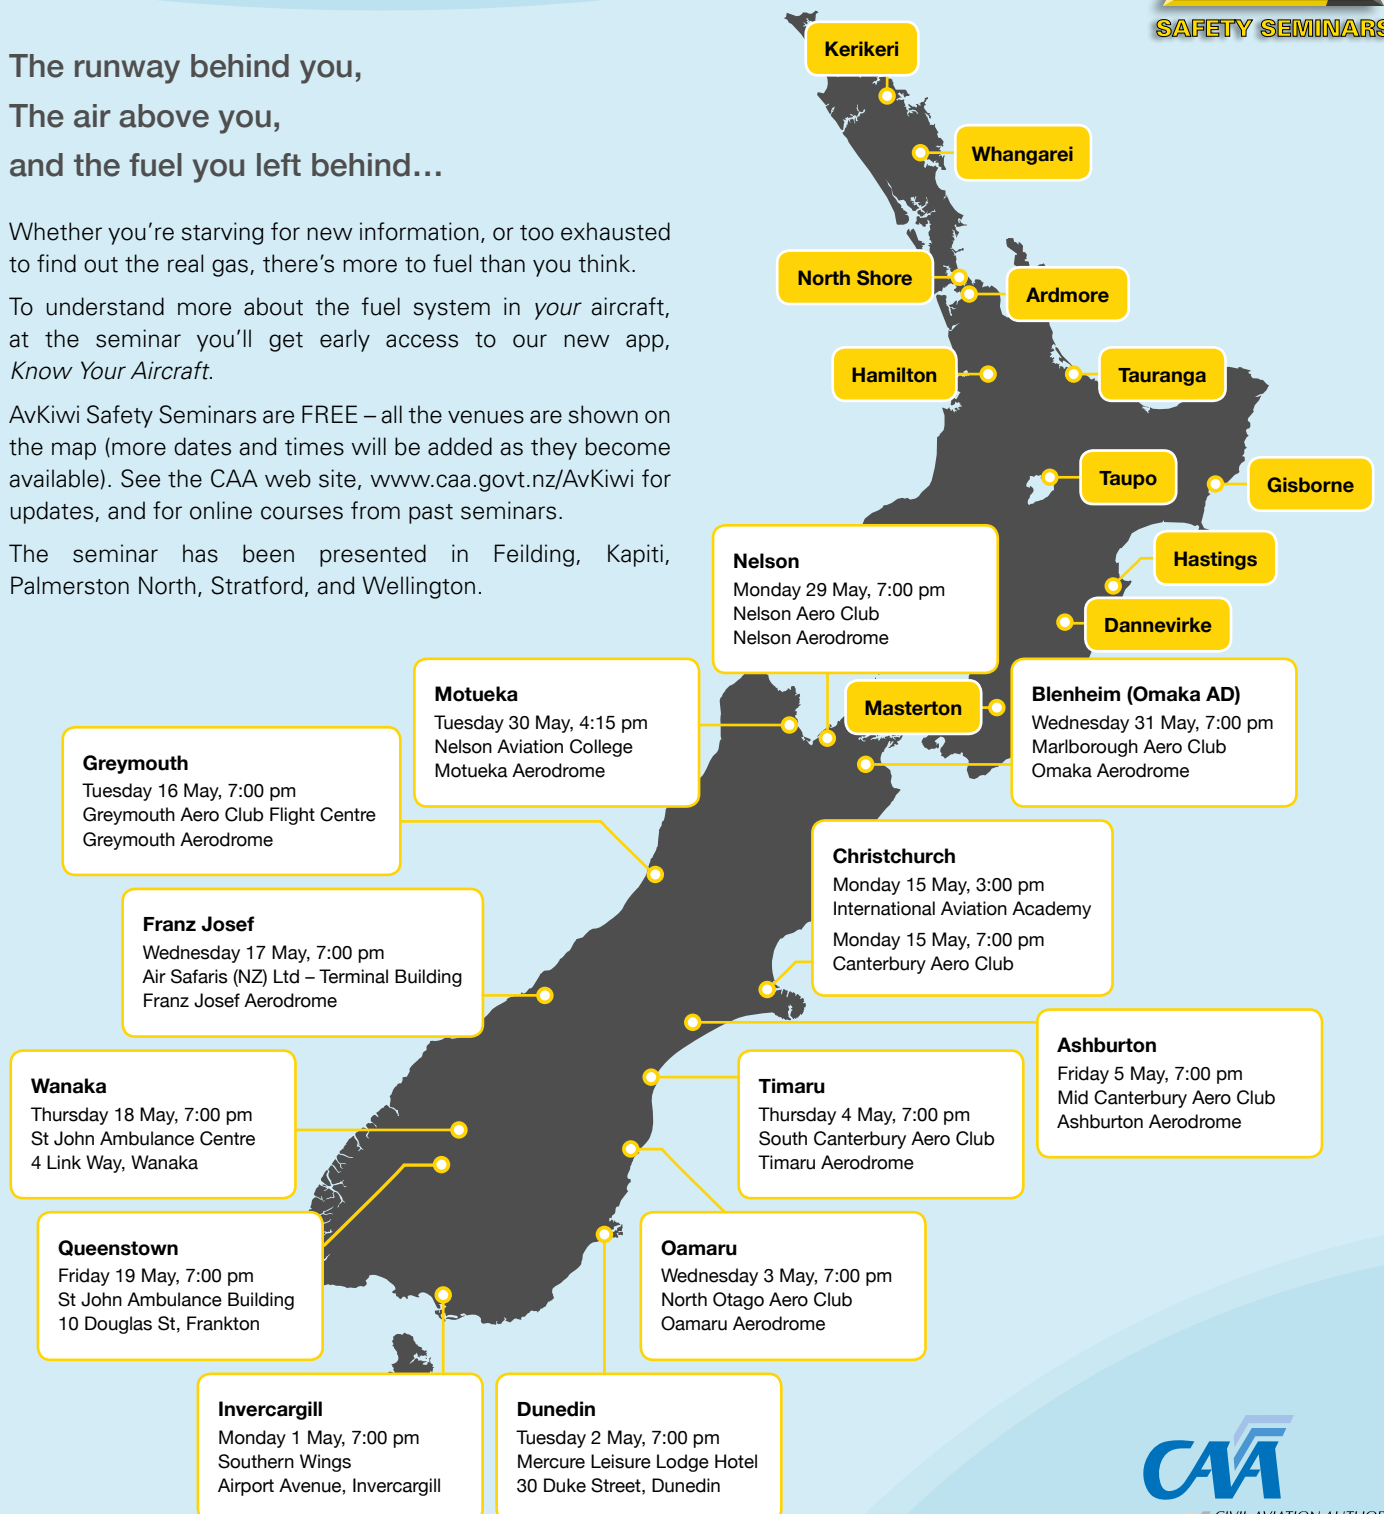 SAFETY SEMINARS
The runway behind you,
The air above you,
and the fuel you left behind…
Whether you’re starving for new information, or too exhausted
to find out the real gas, there’s more to fuel than you think.
To understand more about the fuel system in your aircraft,
at the seminar you’ll get early access to our new app,
Know Your Aircraft.
AvKiwi Safety Seminars are FREE – all the venues are shown on
the map (more dates and times will be added as they become
available). See the CAA web site, www.caa.govt.nz/AvKiwi for
updates, and for online courses from past seminars.
The seminar has been presented in Feilding, Kapiti,
Palmerston North, Stratford, and Wellington.
Kerikeri
Whangarei
North Shore
Ardmore
Hamilton
Tauranga
Taupo
Gisborne
Hastings
Dannevirke
Masterton
Nelson
Monday 29 May, 7:00 pm
Nelson Aero Club
Nelson Aerodrome
Motueka
Tuesday 30 May, 4:15 pm
Nelson Aviation College
Motueka Aerodrome
Blenheim (Omaka AD)
Wednesday 31 May, 7:00 pm
Marlborough Aero Club
Omaka Aerodrome
Greymouth
Tuesday 16 May, 7:00 pm
Greymouth Aero Club Flight Centre
Greymouth Aerodrome
Christchurch
Monday 15 May, 3:00 pm
International Aviation Academy
Monday 15 May, 7:00 pm
Canterbury Aero Club
Franz Josef
Wednesday 17 May, 7:00 pm
Air Safaris (NZ) Ltd – Terminal Building
Franz Josef Aerodrome
Ashburton
Friday 5 May, 7:00 pm
Mid Canterbury Aero Club
Ashburton Aerodrome
Wanaka
Thursday 18 May, 7:00 pm
St John Ambulance Centre
4 Link Way, Wanaka
Timaru
Thursday 4 May, 7:00 pm
South Canterbury Aero Club
Timaru Aerodrome
Queenstown
Friday 19 May, 7:00 pm
St John Ambulance Building
10 Douglas St, Frankton
Oamaru
Wednesday 3 May, 7:00 pm
North Otago Aero Club
Oamaru Aerodrome
Invercargill
Monday 1 May, 7:00 pm
Southern Wings
Airport Avenue, Invercargill
Dunedin
Tuesday 2 May, 7:00 pm
Mercure Leisure Lodge Hotel
30 Duke Street, Dunedin
CAA
CIVIL AVIATION